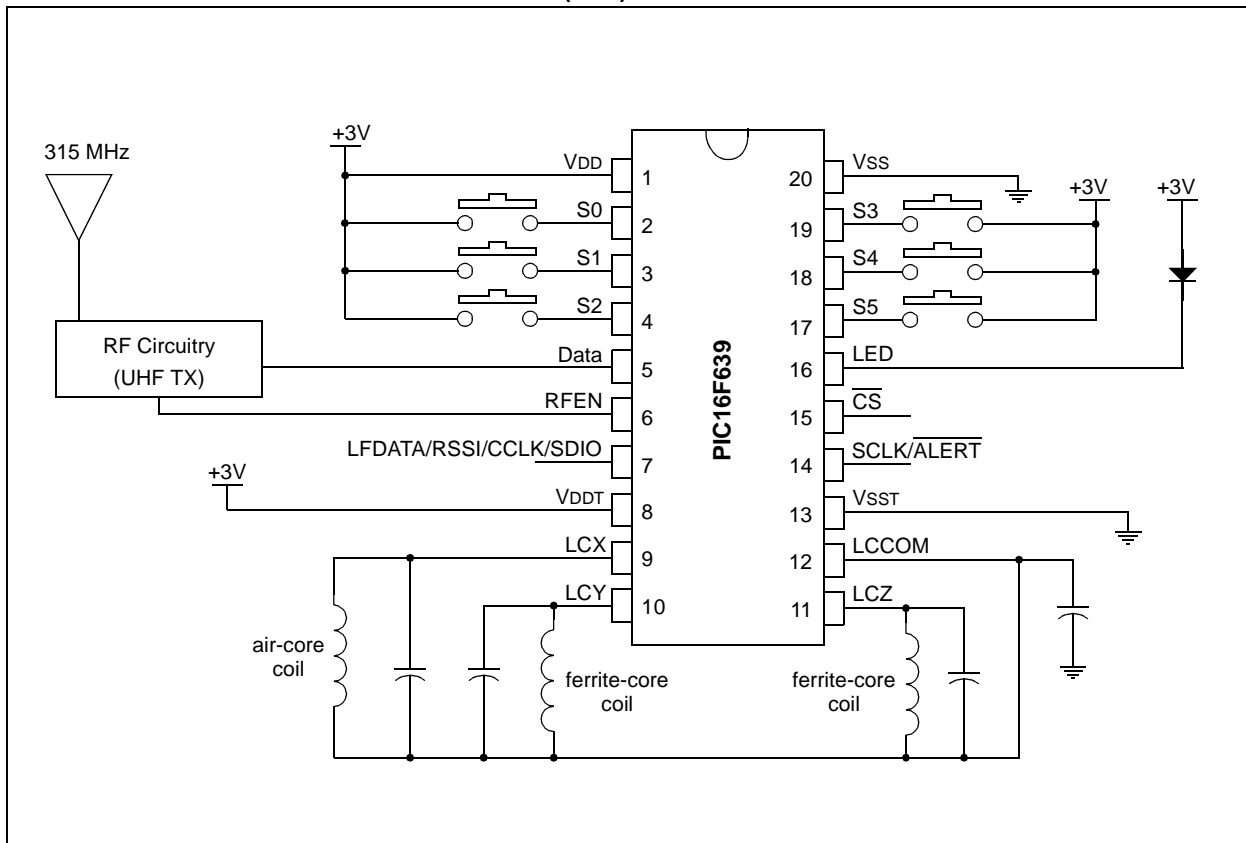 315 MHz
RF Circuitry
(UHF TX)
+3V
VDD
1
S0
2
S1
3
S2
4
Data
5
RFEN
6
LFDATA/RSSI/CCLK/SDIO
7
+3V
VDDT
8
LCX
9
LCY
10
air-core
coil
ferrite-core
coil
PIC16F639
VSS
20
S3
19
S4
18
S5
17
LED
16
CS
15
SCLK/ALERT
14
VSST
13
LCCOM
12
LCZ
11
+3V
+3V
ferrite-core
coil